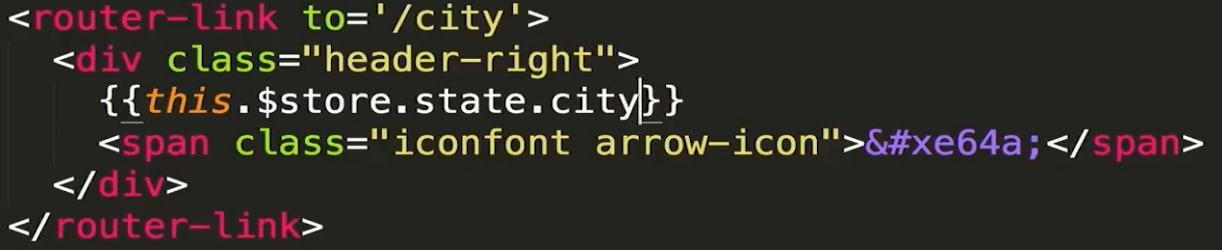 <router-link to='/city'>
<div class="header-right">
{{this.$store.state.city}}
<span class="iconfont arrow-icon">&#xe64a;</span>
</div>
</router-link>